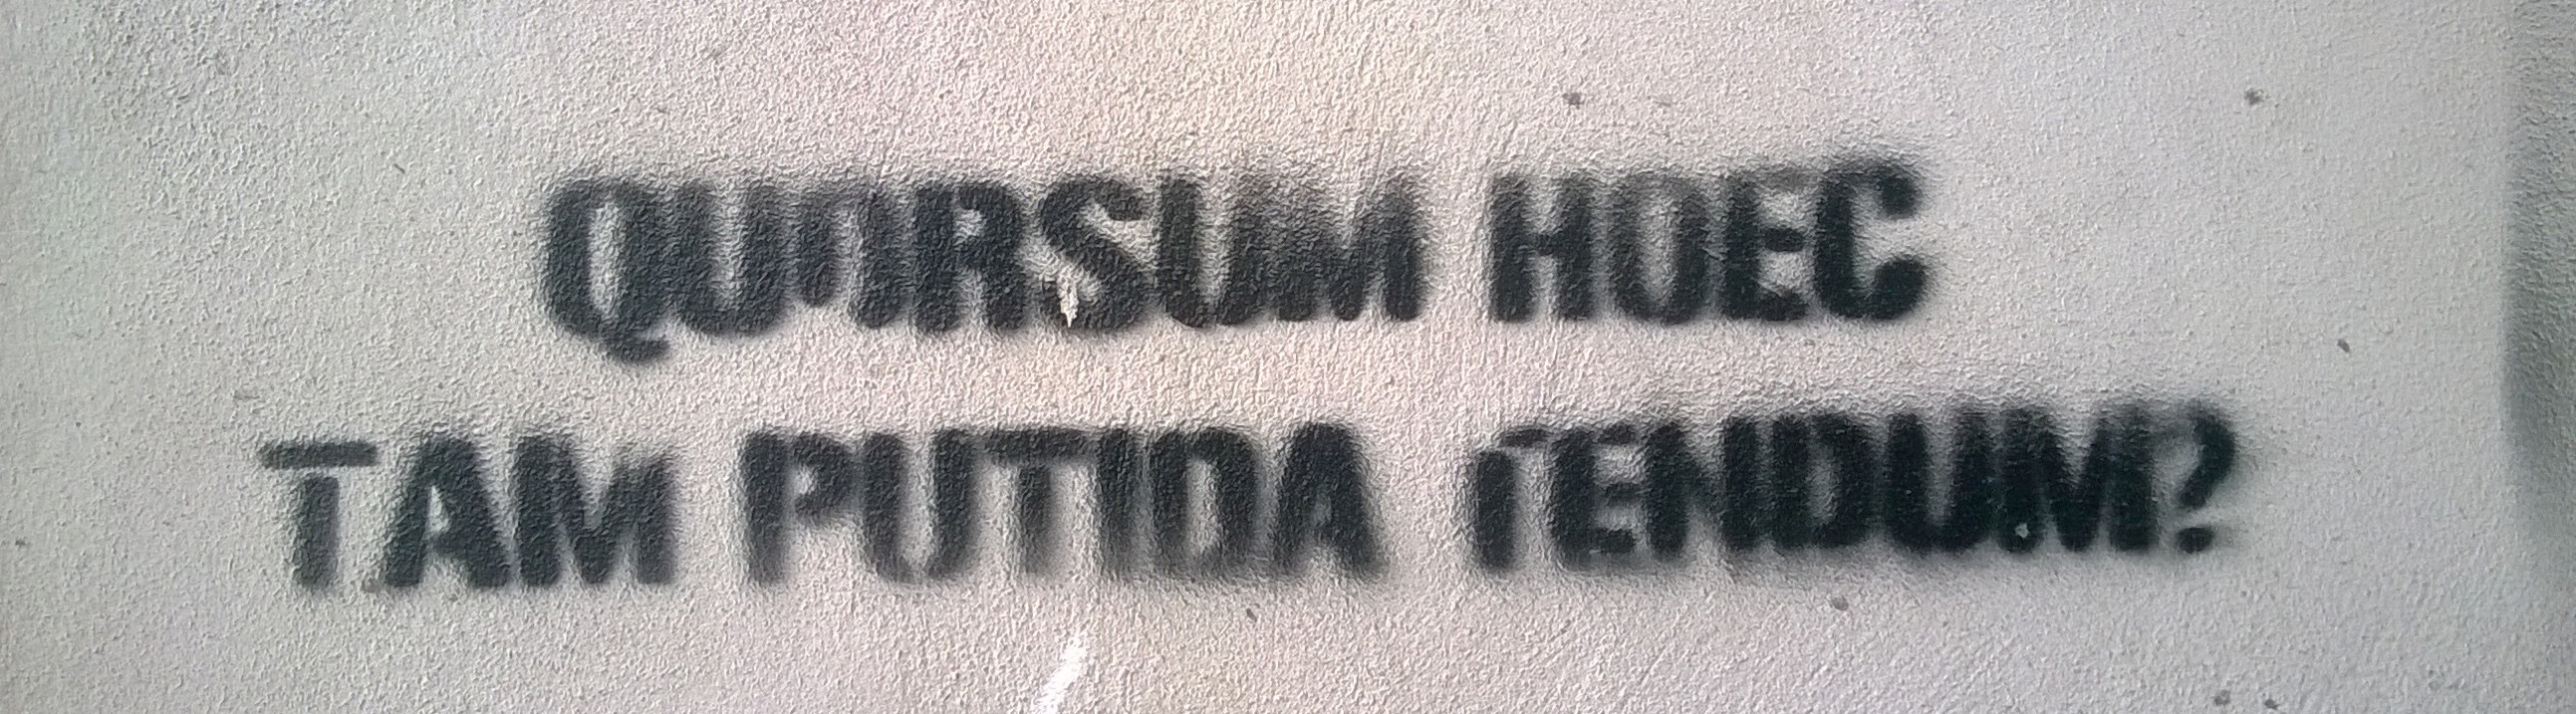 QUORSUM HOEC
TAM PUTIDA TENDUM?